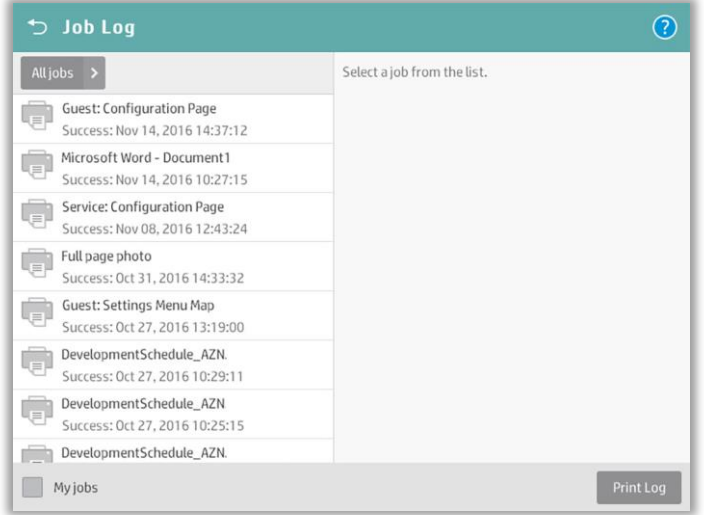 Job Log
?
All jobs >
Select a job from the list.
Guest: Configuration Page
Success: Nov 14, 2016 14:37:12
Microsoft Word - Document1
Success: Nov 14, 2016 10:27:15
Service: Configuration Page
Success: Nov 08, 2016 12:43:24
Full page photo
Success: Oct 31, 2016 14:33:32
Guest: Settings Menu Map
Success: Oct 27, 2016 13:19:00
DevelopmentSchedule_AZN.
Success: Oct 27, 2016 10:29:11
DevelopmentSchedule_AZN
Success: Oct 27, 2016 10:25:15
DevelopmentSchedule_AZN.
My jobs
Print Log